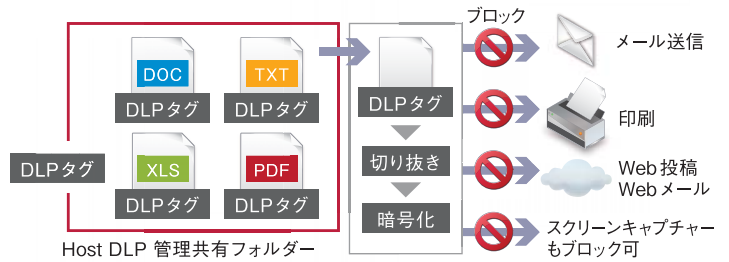 ブロック
DOC
TXT
DLPタグ
DLPタグ
XLS
PDF
DLPタグ
DLPタグ
DLPタグ
Host DLP 管理共有フォルダー
DLPタグ
切り抜き
暗号化
メール送信
印刷
Web投稿
Webメール
スクリーンキャプチャー
もブロック可